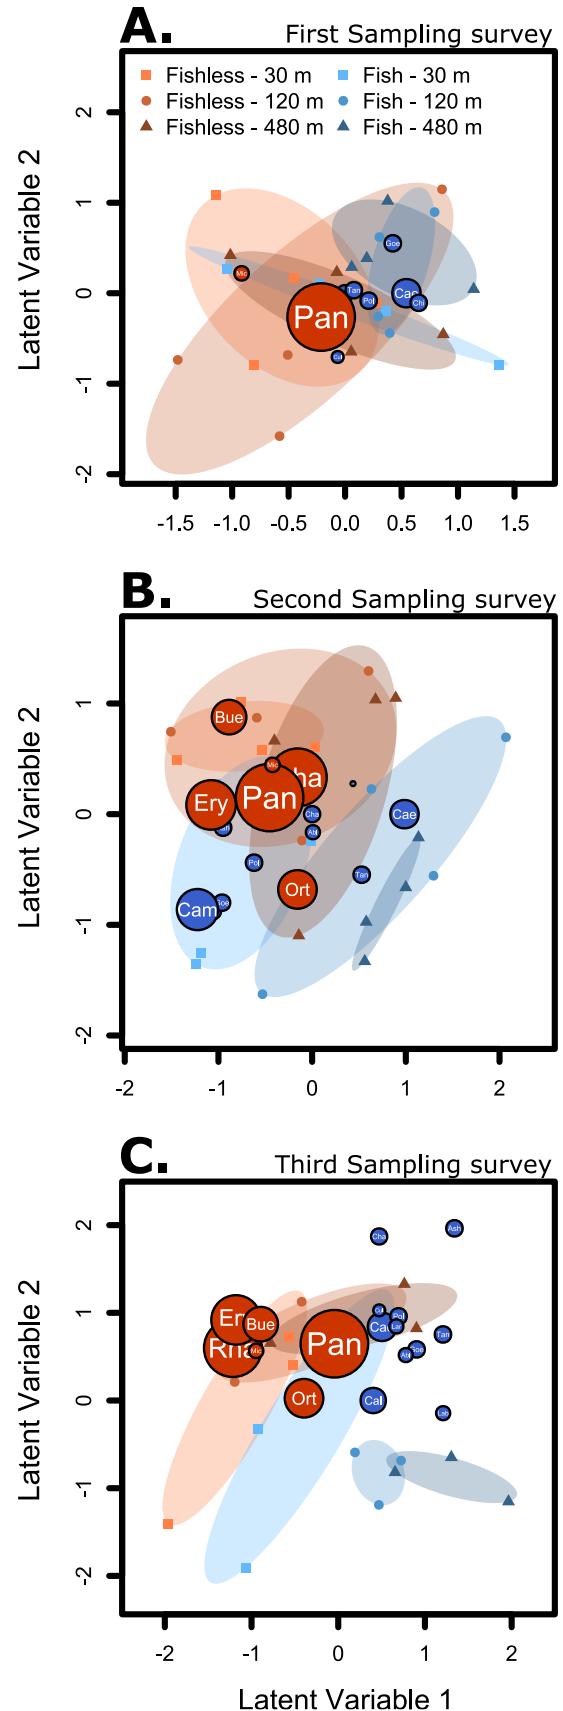 A.
First Sampling survey
Fishless - 30 m
Fish - 30 m
Fishless - 120 m
Fish - 120 m
Fishless - 480 m
Fish - 480 m
Latent Variable 2
2
1
0
-1
-2
Goe
Mic
Tan
Pol
Cae
Chi
Pan
-1.5 -1.0 -0.5 0.0 0.5 1.0 1.5
B.
Second Sampling survey
Latent Variable 2
1
0
-1
-2
Bue
Mic
Pan
Ery
Cha
Abl
Cae
Pol
Tan
Ort
Cam
-2 -1 0 1 2
C.
Third Sampling survey
Latent Variable 2
2
1
0
-1
-2
Cha
Ash
Bue
Mic
Pan
Pol
Lar
Tan
Abl
Ort
Cal
Lab
-2 -1 0 1 2
Latent Variable 1